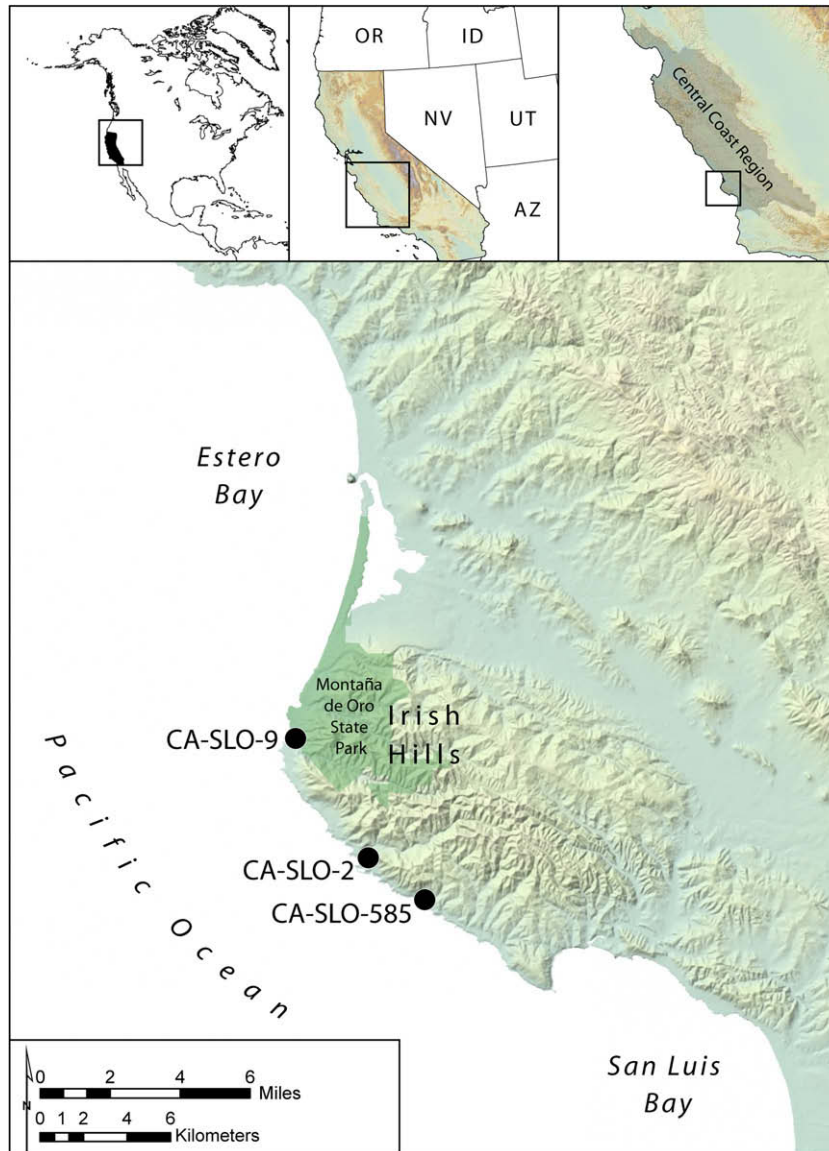 OR
ID
NV
UT
AZ
Central Coast Region
Estero
Bay
Montaña
de Oro
State
Park
Irish
Hills
CA-SLO-9
CA-SLO-2
CA-SLO-585
Pacific Ocean
San Luis
Bay
0 2 4 6
Miles
N
0 1 2 4 6
Kilometers